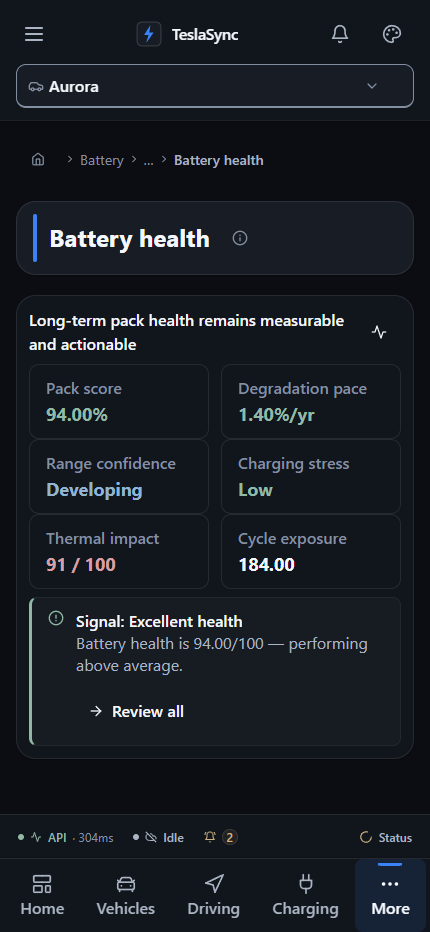 TeslaSync
Aurora
Battery
...
Battery health
Battery health
Long-term pack health remains measurable
and actionable
Pack score
94.00%
Degradation pace
1.40%/yr
Range confidence
Developing
Charging stress
Low
Thermal impact
91 / 100
Cycle exposure
184.00
Signal: Excellent health
Battery health is 94.00/100 — performing
above average.
Review all
API · 304ms
Idle
2
Status
Home
Vehicles
Driving
Charging
More